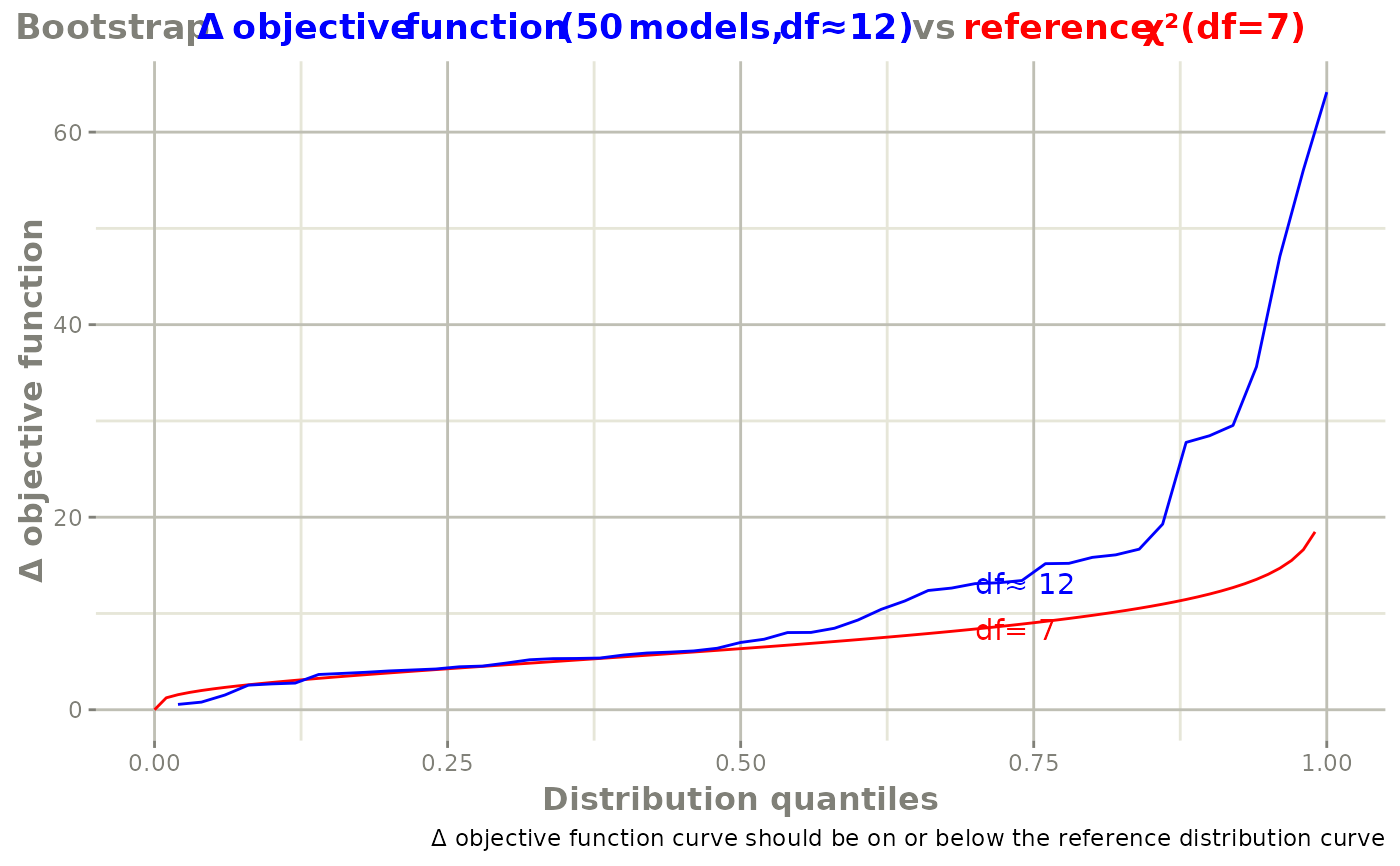 Bootstrap Δ objective function (50 models, df≈12) vs reference χ²(df=7)
Δ objective function
60
40
20
0
df≈ 12
df= 7
0.00 0.25 0.50 0.75 1.00
Distribution quantiles
Δ objective function curve should be on or below the reference distribution curve